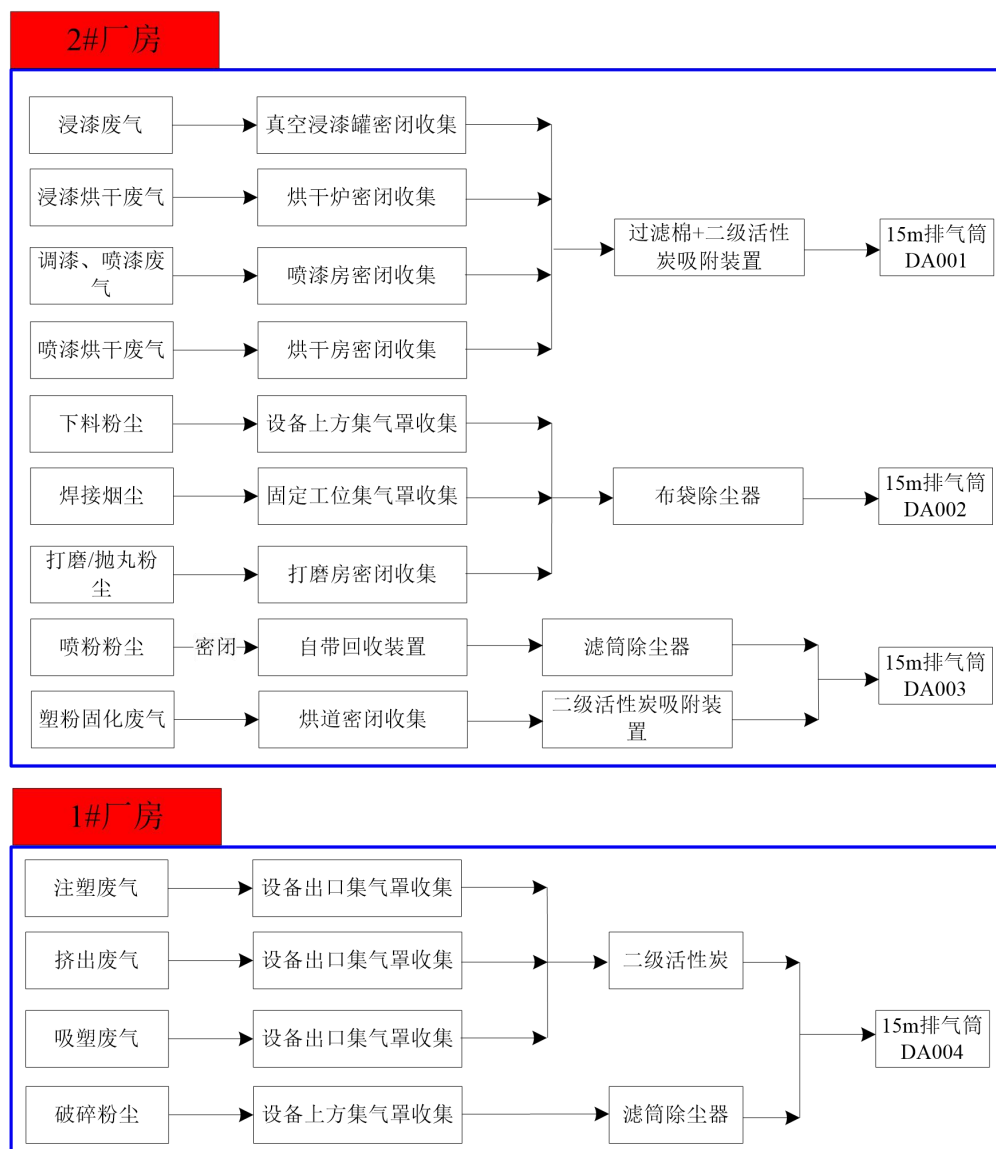 2#厂房
浸漆废气
真空浸漆罐密闭收集
浸漆烘干废气
烘干炉密闭收集
调漆、喷漆废
气
喷漆房密闭收集
喷漆烘干废气
烘干房密闭收集
过滤棉+二级活性
炭吸附装置
15m排气筒
DA001
下料粉尘
设备上方集气罩收集
焊接烟尘
固定工位集气罩收集
打磨/抛丸粉
尘
打磨房密闭收集
布袋除尘器
15m排气筒
DA002
喷粉粉尘
密闭
自带回收装置
滤筒除尘器
塑粉固化废气
烘道密闭收集
二级活性炭吸附装
置
15m排气筒
DA003
1#厂房
注塑废气
设备出口集气罩收集
挤出废气
设备出口集气罩收集
吸塑废气
设备出口集气罩收集
二级活性炭
破碎粉尘
设备上方集气罩收集
滤筒除尘器
15m排气筒
DA004